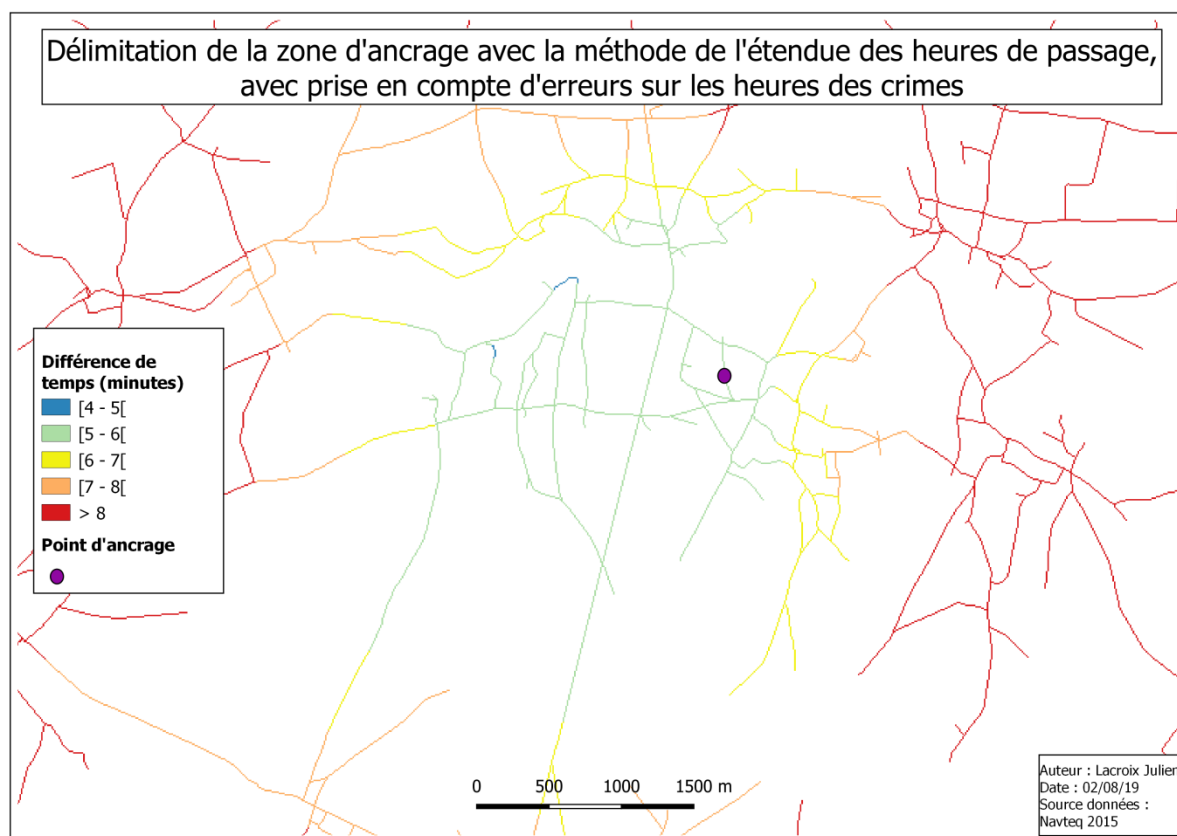 Délimitation de la zone d'ancrage avec la méthode de l'étendue des heures de passage,
avec prise en compte d'erreurs sur les heures des crimes
Différence de
temps (minutes)
[4 - 5[
[5 - 6[
[6 - 7[
[7 - 8[
> 8
Point d'ancrage
0 500 1000 1500 m
Auteur : Lacroix Julien
Date : 02/08/19
Source données :
Navteq 2015